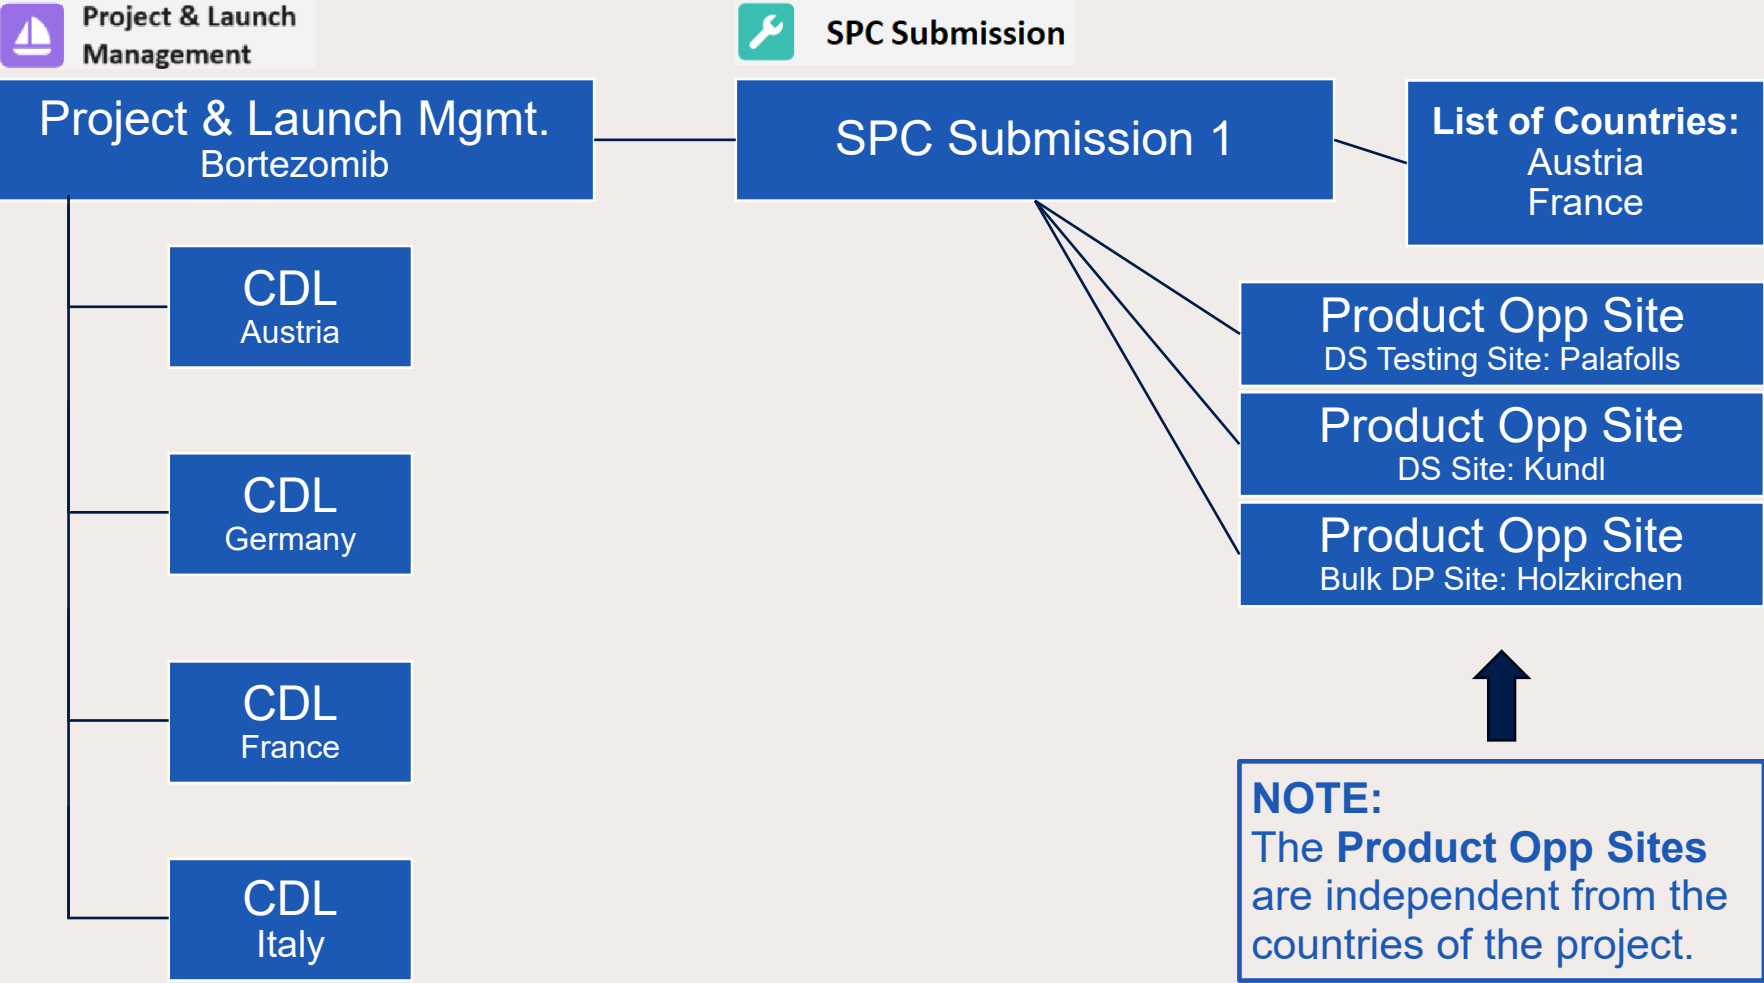 Project & Launch
Management
SPC Submission
Project & Launch Mgmt.
Bortezomib
SPC Submission 1
List of Countries:
Austria
France
CDL
Austria
CDL
Germany
CDL
France
CDL
Italy
Product Opp Site
DS Testing Site: Palafolls
Product Opp Site
DS Site: Kundl
Product Opp Site
Bulk DP Site: Holzkirchen
NOTE:
The Product Opp Sites
are independent from the
countries of the project.